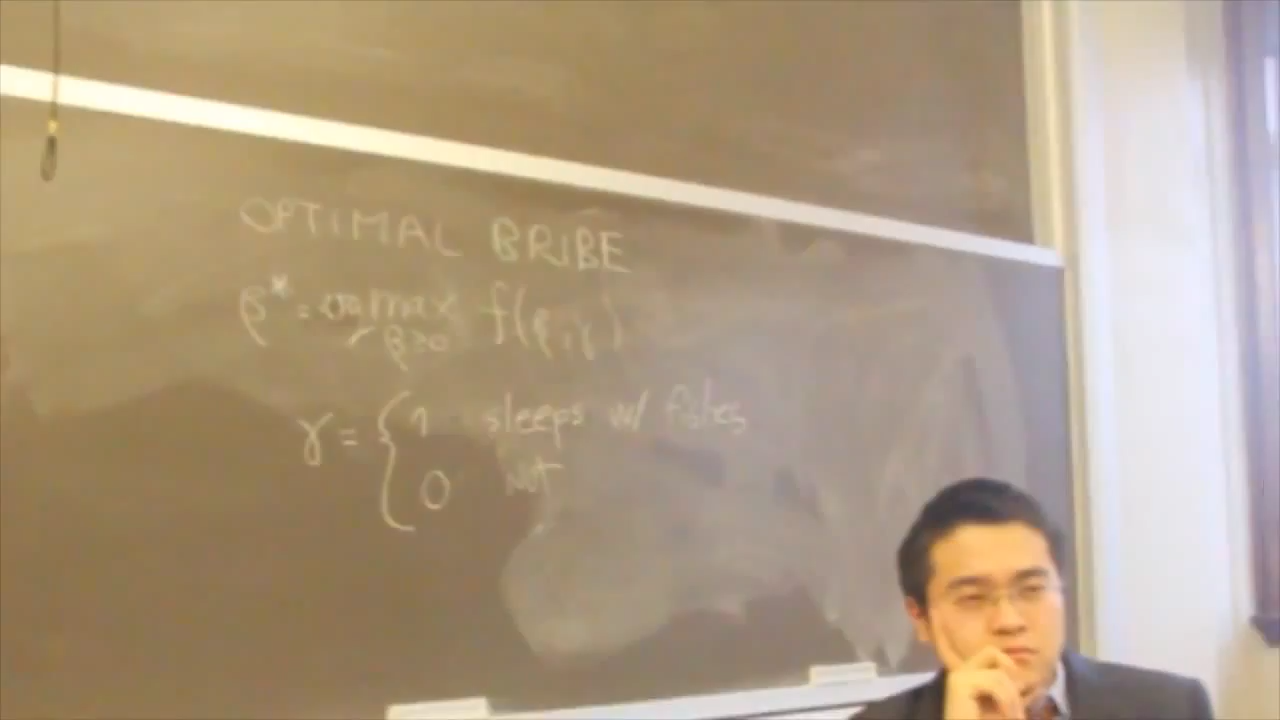 OPTIMAL BRIBE
β* = argmax f(β, γ)
β≥0
γ = { 1 sleeps w/ fishes
0 not